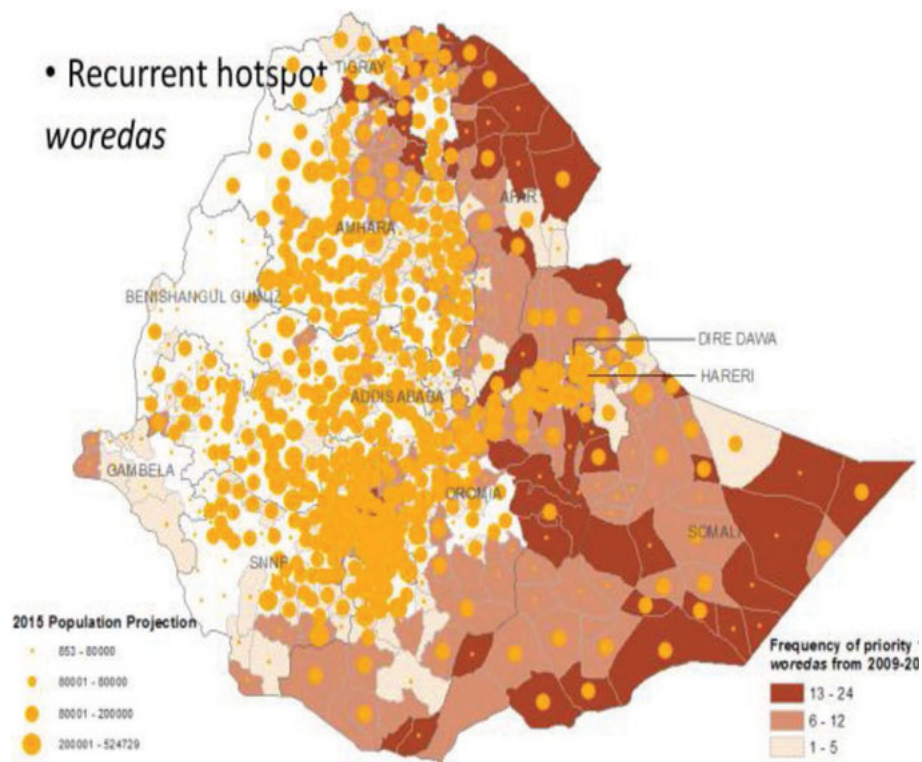 • Recurrent hotspot
woredas
TIGRAY
AFAR
AMHARA
BENISHANGUL GUMUZ
DIRE DAWA
HARERI
ADDIS ABABA
GAMBELA
OROMIA
SOMALI
SNNP
2015 Population Projection
853 - 80000
80001 - 80000
80001 - 200000
200001 - 524729
Frequency of priority
woredas from 2009-20
13 - 24
6 - 12
1 - 5